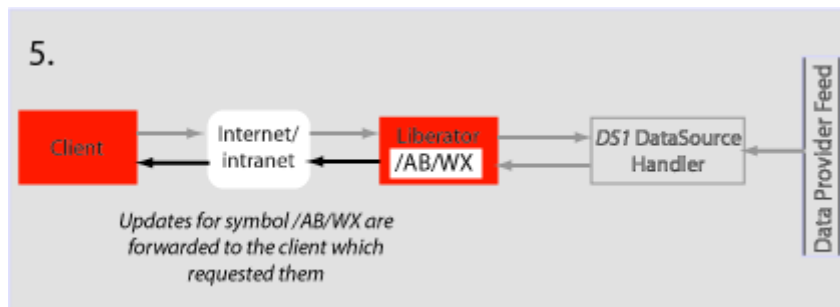 5.
Client
Internet/
intranet
Liberator
/AB/WX
DS1 DataSource
Handler
Data Provider Feed
Updates for symbol /AB/WX are
forwarded to the client which
requested them